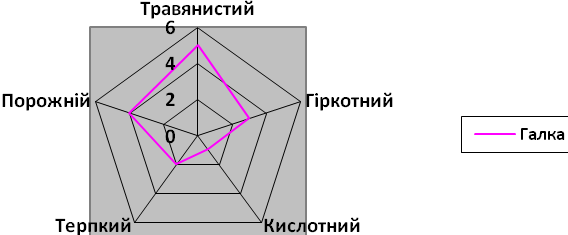 Травянистий
6
4
Порожній
2
Гіркотний
0
Галка
Терпкий
Кислотний